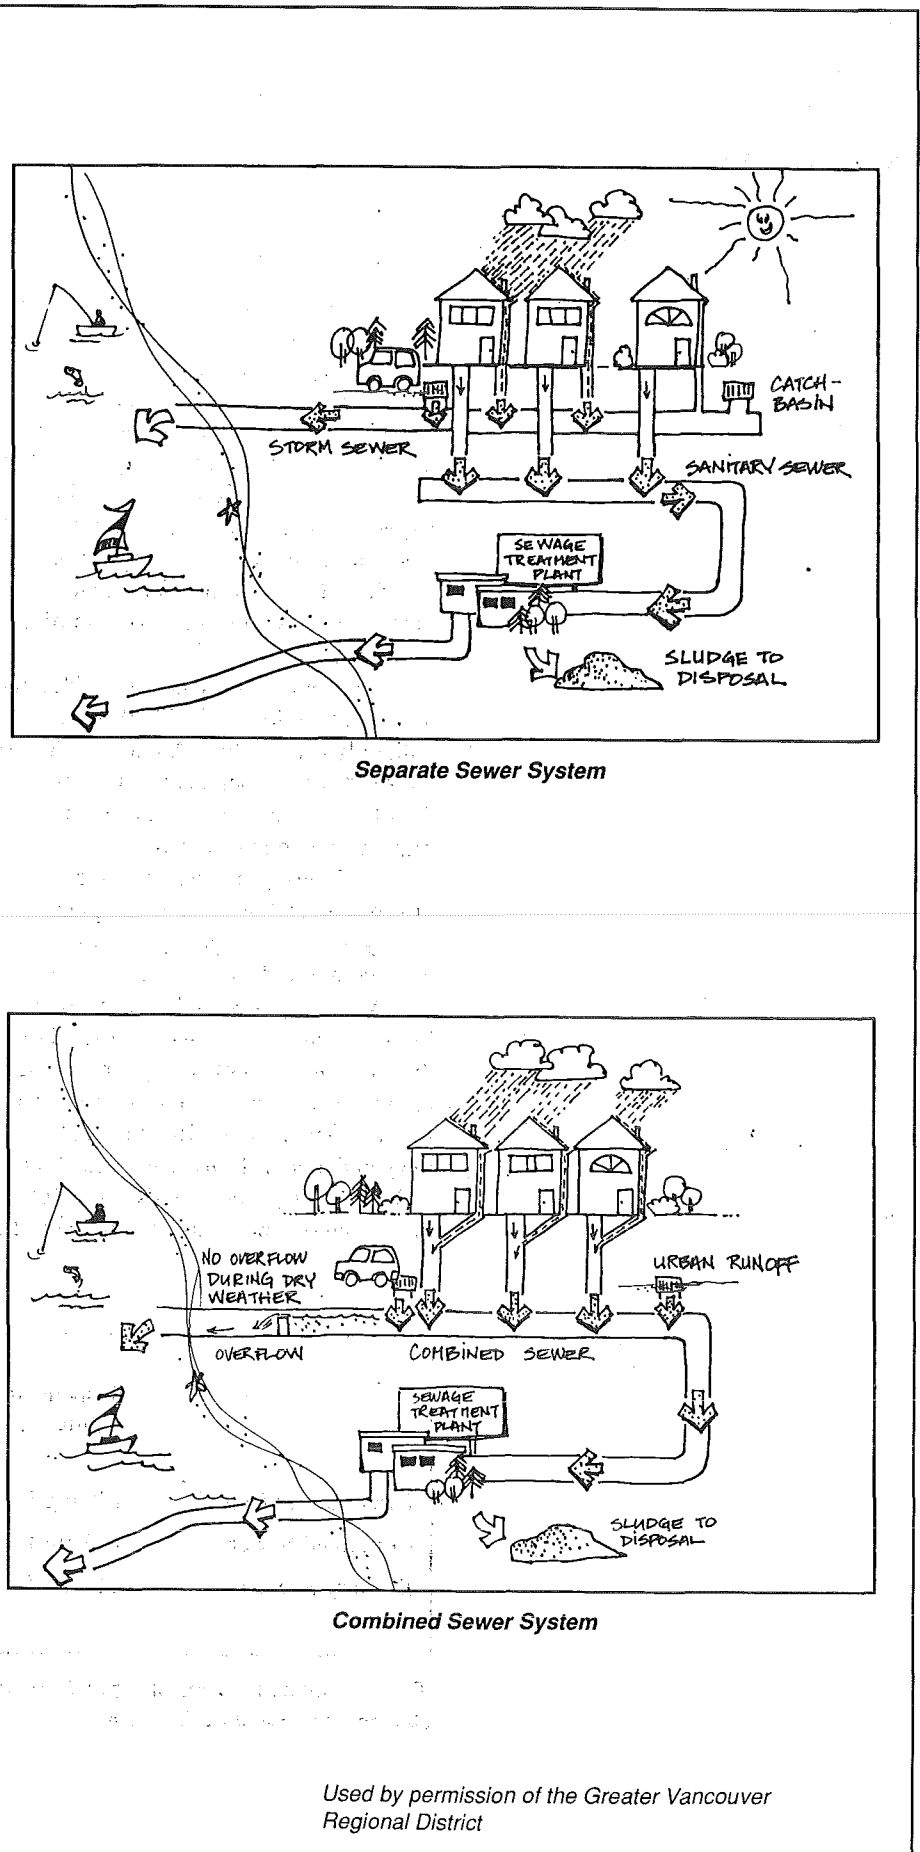 CATCH-
BASIN
STORM SEWER
SANITARY SEWER
SEWAGE
TREATMENT
PLANT
SLUDGE TO
DISPOSAL
Separate Sewer System
NO OVERFLOW
DURING DRY
WEATHER
URBAN RUNOFF
OVERFLOW
COMBINED SEWER
SEWAGE
TREATMENT
PLANT
SLUDGE TO
DISPOSAL
Combined Sewer System
Used by permission of the Greater Vancouver
Regional District